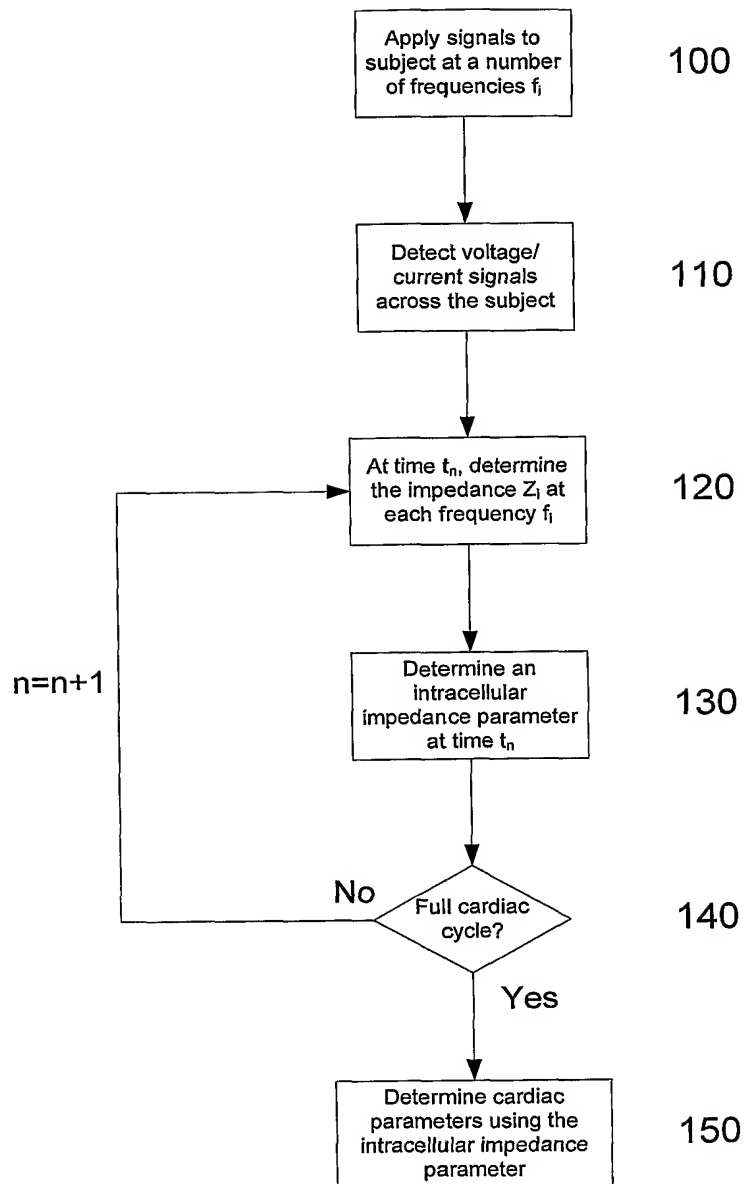 Apply signals to
subject at a number
of frequencies fᵢ
100
Detect voltage/
current signals
across the subject
110
At time tₙ, determine
the impedance Zᵢ at
each frequency fᵢ
120
n=n+1
Determine an
intracellular
impedance parameter
at time tₙ
130
No
Full cardiac
cycle?
140
Yes
Determine cardiac
parameters using the
intracellular impedance
parameter
150